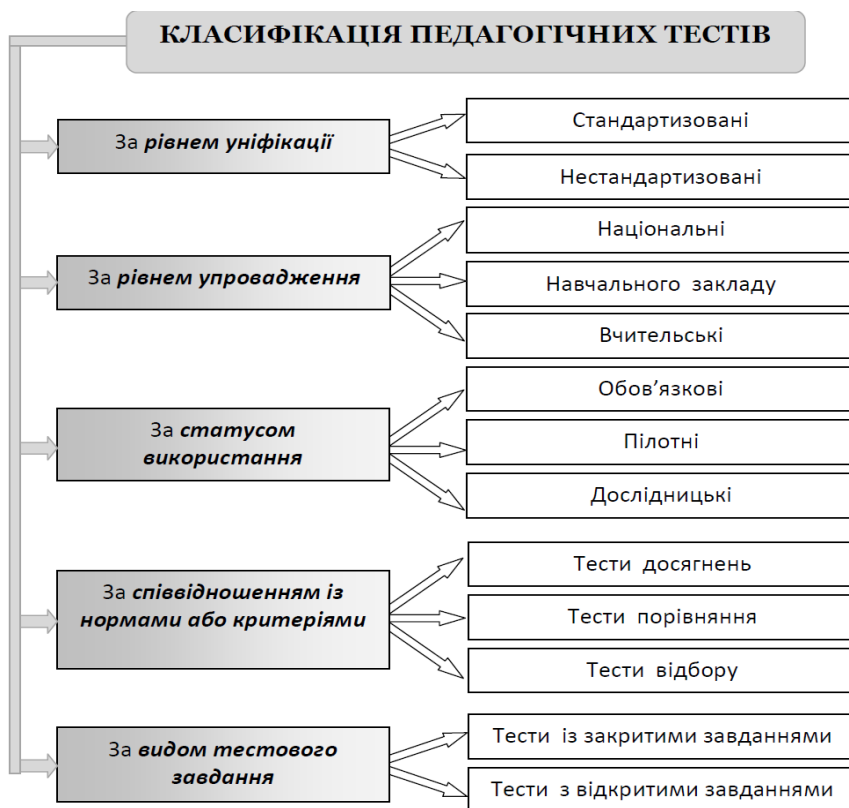 КЛАСИФІКАЦІЯ ПЕДАГОГІЧНИХ ТЕСТІВ
За рівнем уніфікації
Стандартизовані
Нестандартизовані
За рівнем упровадження
Національні
Навчального закладу
Вчительські
За статусом
використання
Обов’язкові
Пілотні
Дослідницькі
За співвідношенням із
нормами або критеріями
Тести досягнень
Тести порівняння
Тести відбору
За видом тестового
завдання
Тести із закритими завданнями
Тести з відкритими завданнями